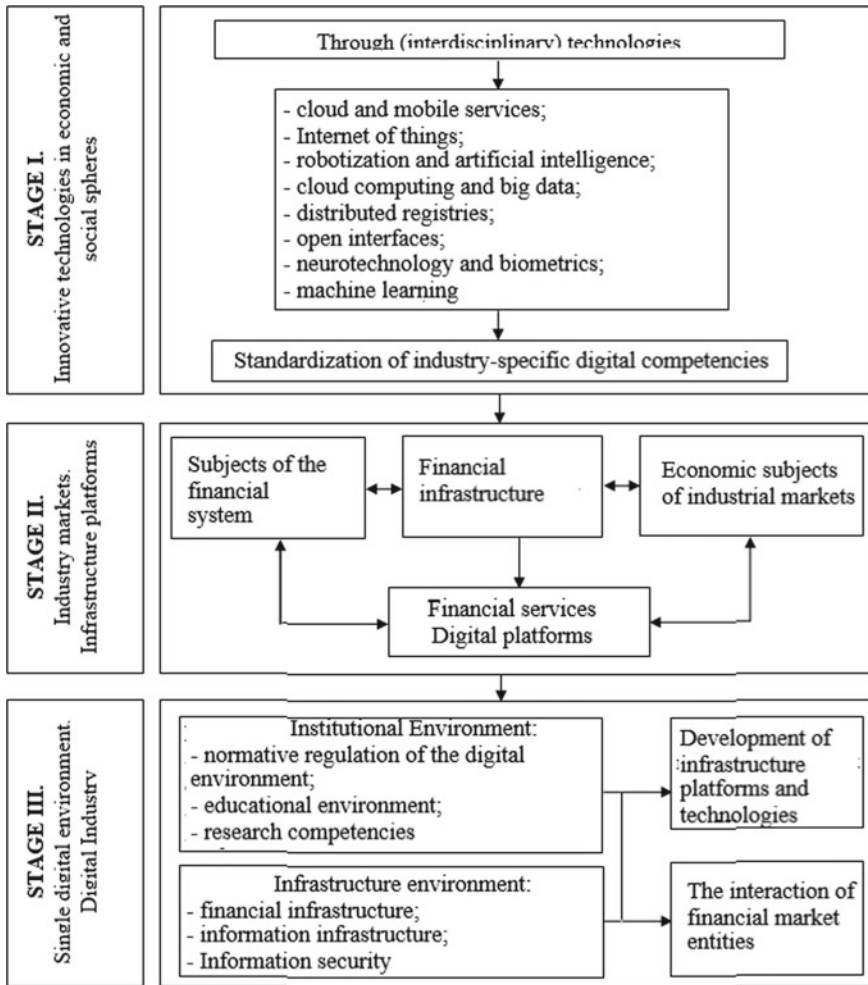 STAGE I.
Innovative technologies in economic and
social spheres
Through (interdisciplinary) technologies
- cloud and mobile services;
- Internet of things;
- robotization and artificial intelligence;
- cloud computing and big data;
- distributed registries;
- open interfaces;
- neurotechnology and biometrics;
- machine learning
Standardization of industry-specific digital competencies
STAGE II.
Industry markets.
Infrastructure platforms
Subjects of the
financial
system
Financial
infrastructure
Economic subjects
of industrial markets
Financial services
Digital platforms
STAGE III.
Single digital environment.
Digital Industry
Institutional Environment:
- normative regulation of the digital
environment;
- educational environment;
- research competencies
Development of
infrastructure
platforms and
technologies
Infrastructure environment:
- financial infrastructure;
- information infrastructure;
- Information security
The interaction of
financial market
entities